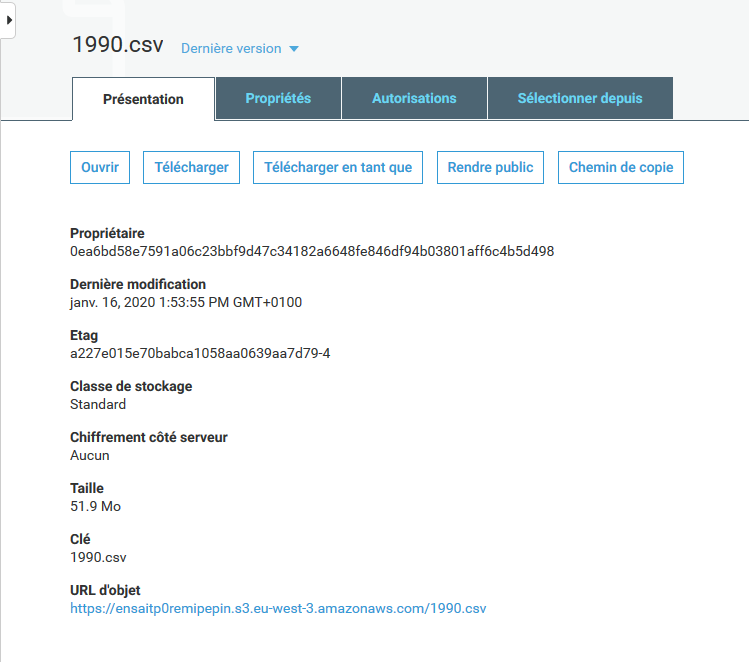 1990.csv Dernière version
Présentation Propriétés Autorisations Sélectionner depuis
Ouvrir Télécharger Télécharger en tant que Rendre public Chemin de copie
Propriétaire
0ea6bd58e7591a06c23bbf9d47c34182a6648fe846df94b03801aff6c4b5d498
Dernière modification
janv. 16, 2020 1:53:55 PM GMT+0100
Etag
a227e015e70babca1058aa0639aa7d79-4
Classe de stockage
Standard
Chiffrement côté serveur
Aucun
Taille
51.9 Mo
Clé
1990.csv
URL d'objet
https://ensaitp0remipepin.s3.eu-west-3.amazonaws.com/1990.csv